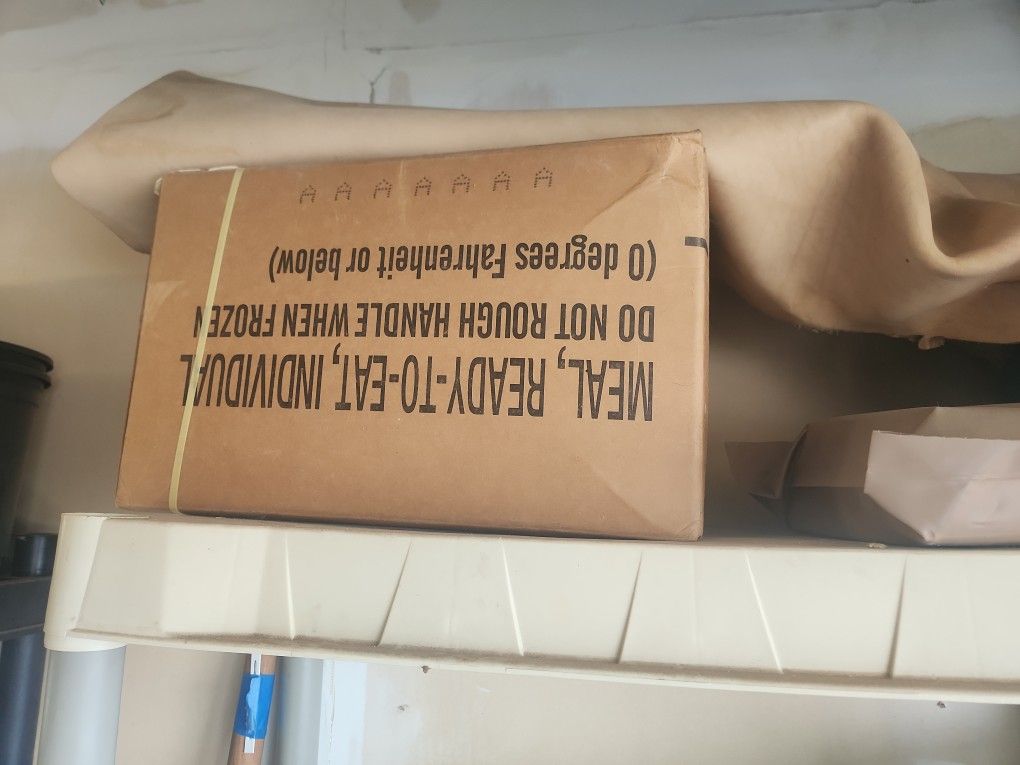 MEAL, READY-TO-EAT, INDIVIDUAL
DO NOT ROUGH HANDLE WHEN FROZEN
(0 degrees Fahrenheit or below)
A A A A A A A